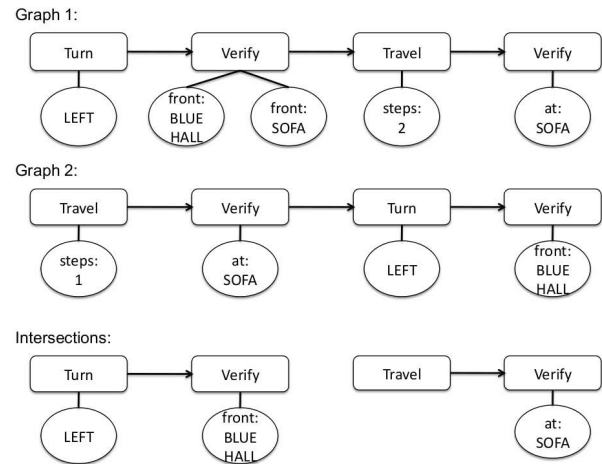 Graph 1:
Turn Verify Travel Verify
LEFT front: BLUE HALL front: SOFA steps: 2 at: SOFA
Graph 2:
Travel Verify Turn Verify
steps: 1 at: SOFA LEFT front: BLUE HALL
Intersections:
Turn Verify Travel Verify
LEFT front: BLUE HALL at: SOFA